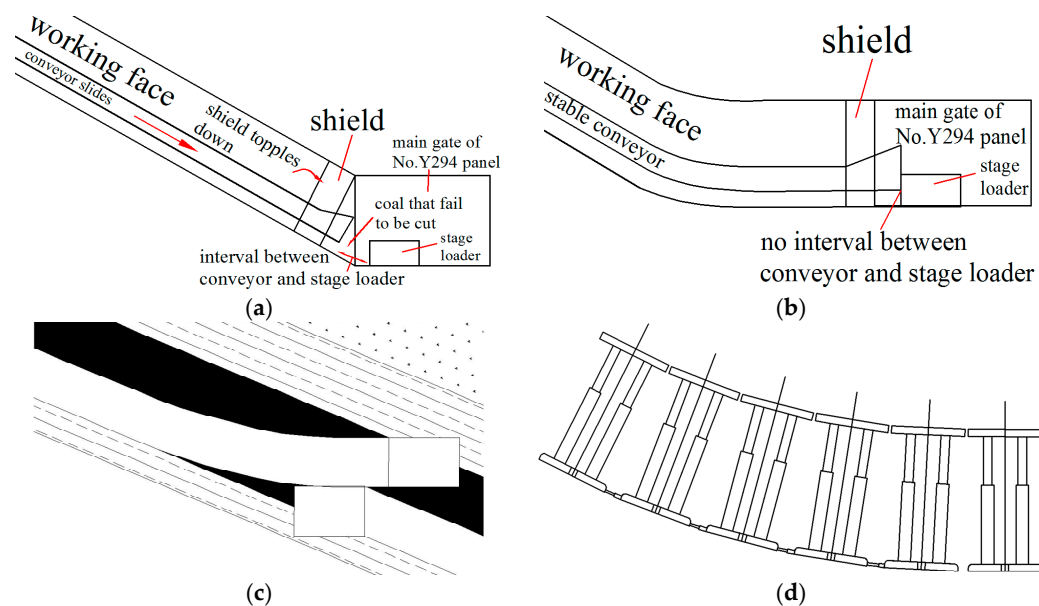 working face
conveyor slides
shield topples
down
shield
main gate of
No.Y294 panel
coal that fail
to be cut
stage
loader
interval between
conveyor and stage loader
(a)
shield
working face
stable conveyor
main gate of
No.Y294 panel
stage
loader
no interval between
conveyor and stage loader
(b)
(c)
(d)